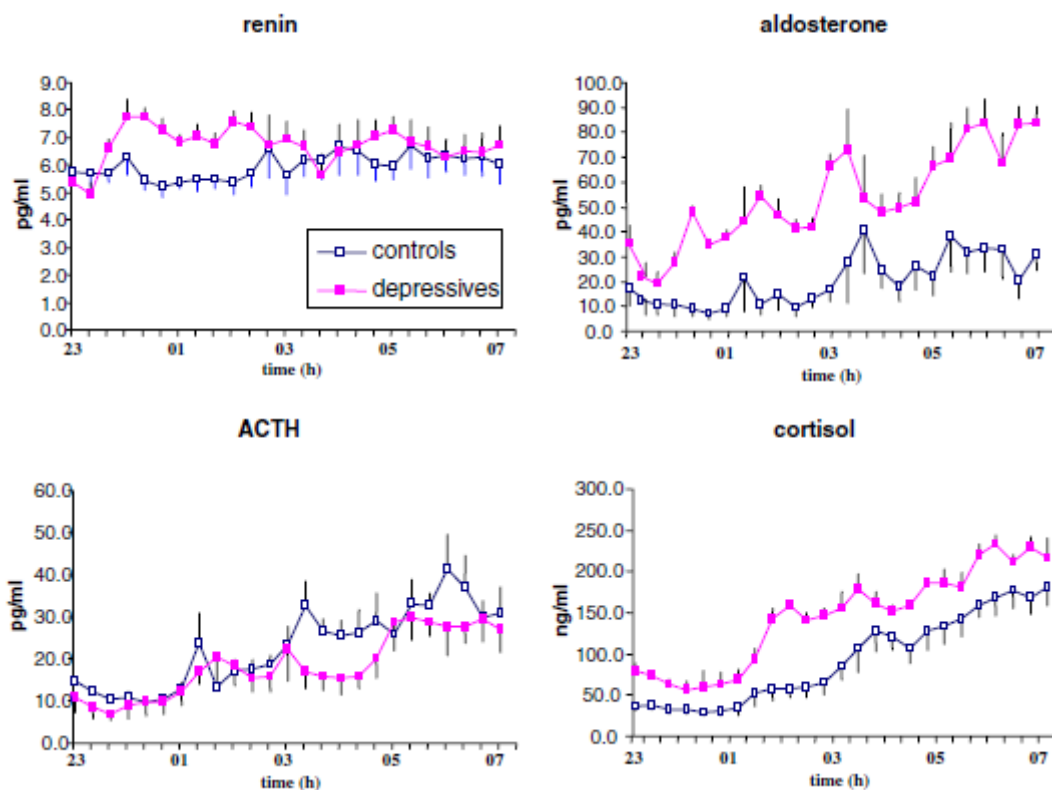 renin
9.0
8.0
7.0
6.0
5.0
4.0
3.0
2.0
1.0
0.0
pg/ml
controls
depressives
23 01 03 05 07
time (h)
aldosterone
100.0
90.0
80.0
70.0
60.0
50.0
40.0
30.0
20.0
10.0
0.0
pg/ml
23 01 03 05 07
time (h)
ACTH
60.0
50.0
40.0
30.0
20.0
10.0
0.0
pg/ml
23 01 03 05 07
time (h)
cortisol
300.0
250.0
200.0
150.0
100.0
50.0
0.0
ng/ml
23 01 03 05 07
time (h)